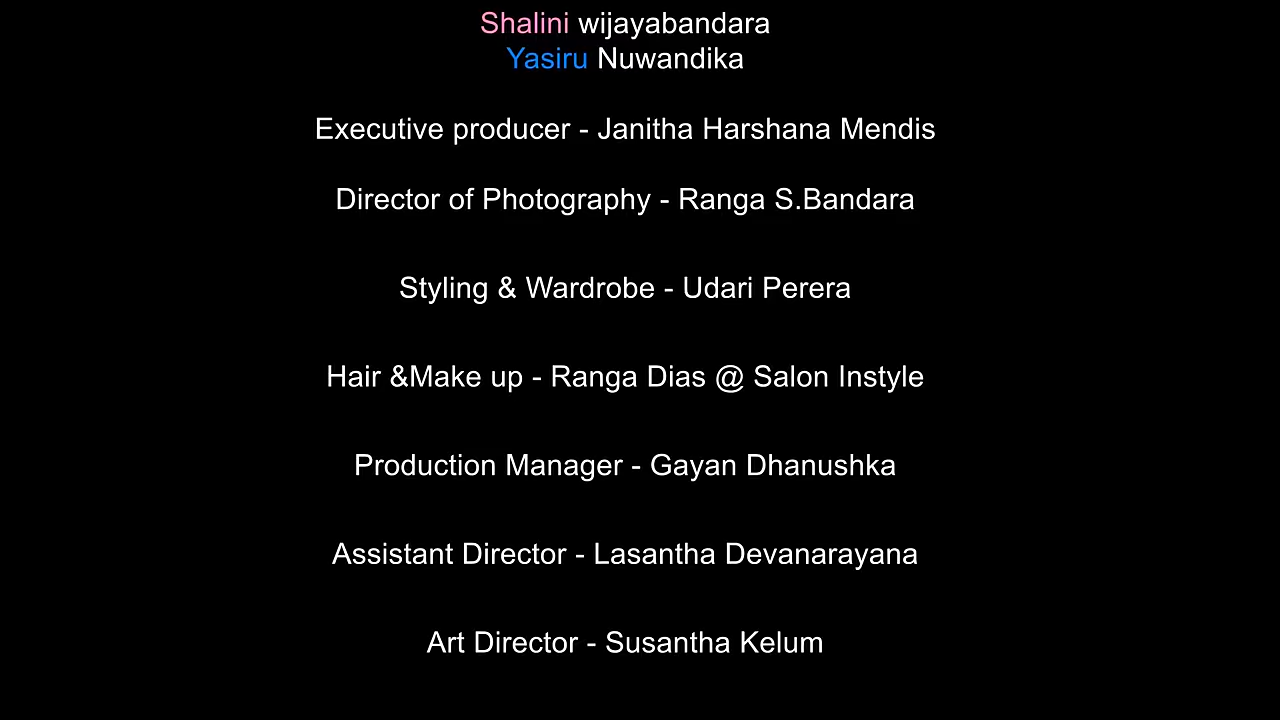 Shalini wijayabandara
Yasiru Nuwandika
Executive producer - Janitha Harshana Mendis
Director of Photography - Ranga S.Bandara
Styling & Wardrobe - Udari Perera
Hair &Make up - Ranga Dias @ Salon Instyle
Production Manager - Gayan Dhanushka
Assistant Director - Lasantha Devanarayana
Art Director - Susantha Kelum